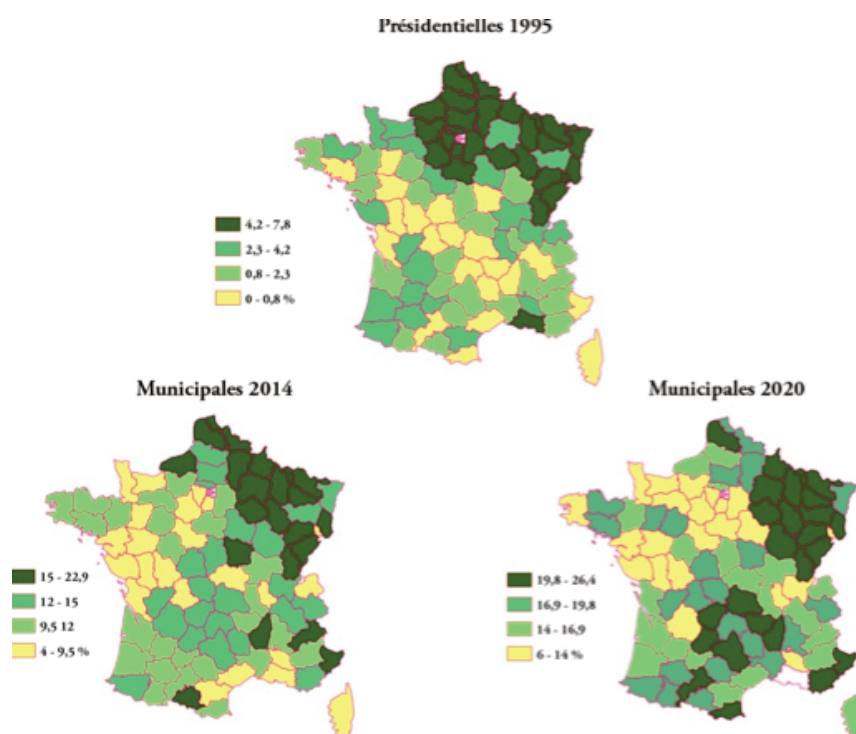 Présidentielles 1995
4,2 - 7,8
2,3 - 4,2
0,8 - 2,3
0 - 0,8 %
Municipales 2014
15 - 22,9
12 - 15
9,5 12
4 - 9,5 %
Municipales 2020
19,8 - 26,4
16,9 - 19,8
14 - 16,9
6 - 14 %